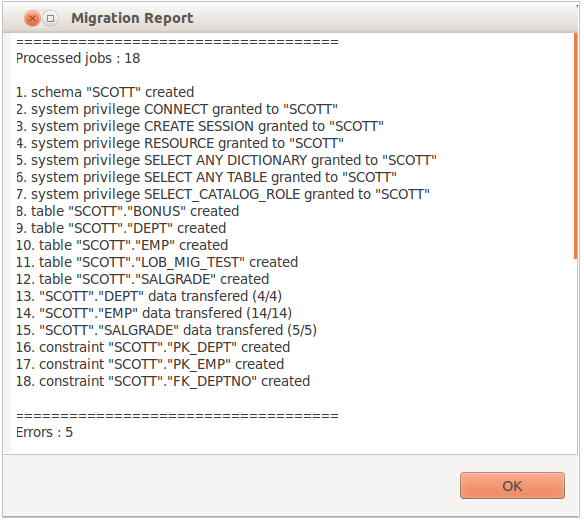 Migration Report
====================================
Processed jobs : 18
1. schema "SCOTT" created
2. system privilege CONNECT granted to "SCOTT"
3. system privilege CREATE SESSION granted to "SCOTT"
4. system privilege RESOURCE granted to "SCOTT"
5. system privilege SELECT ANY DICTIONARY granted to "SCOTT"
6. system privilege SELECT ANY TABLE granted to "SCOTT"
7. system privilege SELECT_CATALOG_ROLE granted to "SCOTT"
8. table "SCOTT"."BONUS" created
9. table "SCOTT"."DEPT" created
10. table "SCOTT"."EMP" created
11. table "SCOTT"."LOB_MIG_TEST" created
12. table "SCOTT"."SALGRADE" created
13. "SCOTT"."DEPT" data transfered (4/4)
14. "SCOTT"."EMP" data transfered (14/14)
15. "SCOTT"."SALGRADE" data transfered (5/5)
16. constraint "SCOTT"."PK_DEPT" created
17. constraint "SCOTT"."PK_EMP" created
18. constraint "SCOTT"."FK_DEPTNO" created
====================================
Errors : 5
OK